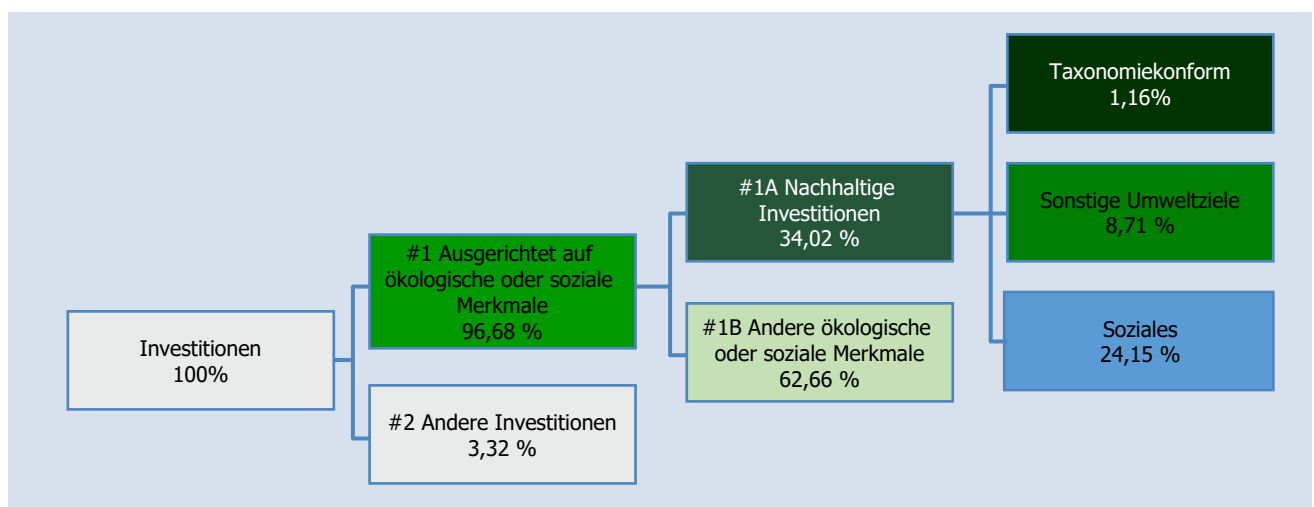 Investitionen
100%
#1 Ausgerichtet auf
ökologische oder soziale
Merkmale
96,68 %
#2 Andere Investitionen
3,32 %
#1A Nachhaltige
Investitionen
34,02 %
#1B Andere ökologische
oder soziale Merkmale
62,66 %
Taxonomiekonform
1,16%
Sonstige Umweltziele
8,71 %
Soziales
24,15 %